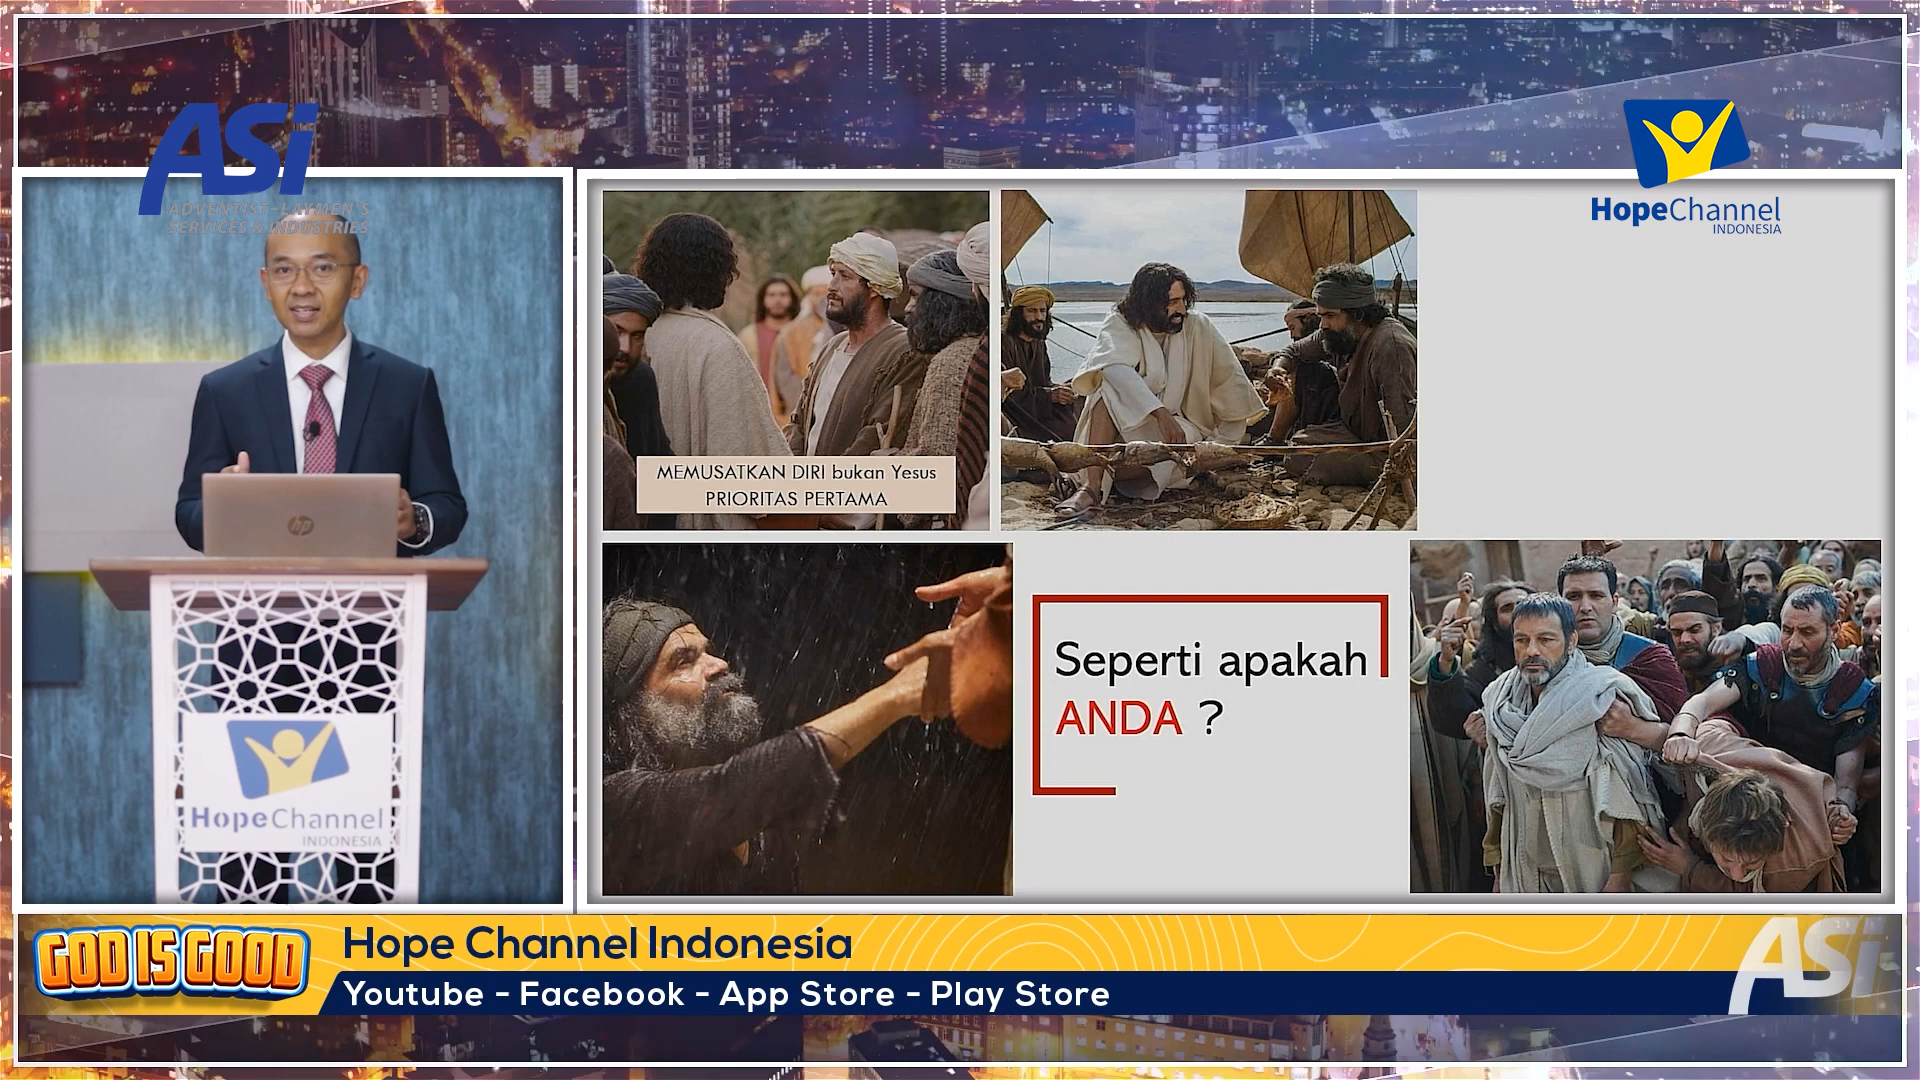 ASi
ADVENTIST-LAYMEN'S
SERVICES & INDUSTRIES
HopeChannel
INDONESIA
MEMUSATKAN DIRI bukan Yesus
PRIORITAS PERTAMA
Seperti apakah
ANDA ?
hp
HopeChannel
INDONESIA
GOD IS GOOD
Hope Channel Indonesia
Youtube - Facebook - App Store - Play Store
ASi